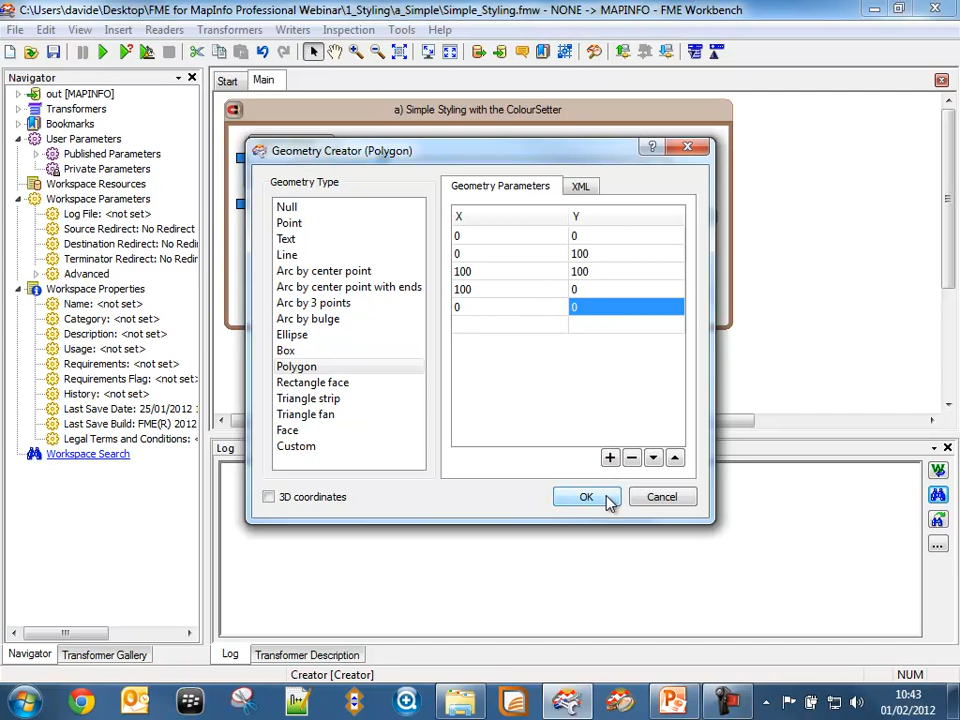 C:\Users\davide\Desktop\FME for MapInfo Professional Webinar\1_Styling\a_Simple\Simple_Styling.fmw - NONE -> MAPINFO - FME Workbench
File Edit View Insert Readers Transformers Writers Inspection Tools Help
Navigator
out [MAPINFO]
Transformers
Bookmarks
User Parameters
Published Parameters
Private Parameters
Workspace Resources
Workspace Parameters
Log File: <not set>
Source Redirect: No Redirect
Destination Redirect: No Redire
Terminator Redirect: No Redire
Advanced
Workspace Properties
Name: <not set>
Category: <not set>
Description: <not set>
Usage: <not set>
Requirements: <not set>
Requirements Flag: <not set>
History: <not set>
Last Save Date: 25/01/2012 1
Last Save Build: FME(R) 2012
Legal Terms and Conditions: <
Workspace Search
Navigator Transformer Gallery
Start Main
a) Simple Styling with the ColourSetter
Geometry Creator (Polygon)
Geometry Type
Null
Point
Text
Line
Arc by center point
Arc by center point with ends
Arc by 3 points
Arc by bulge
Ellipse
Box
Polygon
Rectangle face
Triangle strip
Triangle fan
Face
Custom
Geometry Parameters XML
X Y
0 0
0 100
100 100
100 0
0 0
3D coordinates
OK Cancel
Log
Log Transformer Description
Creator [Creator]
NUM
10:43
01/02/2012